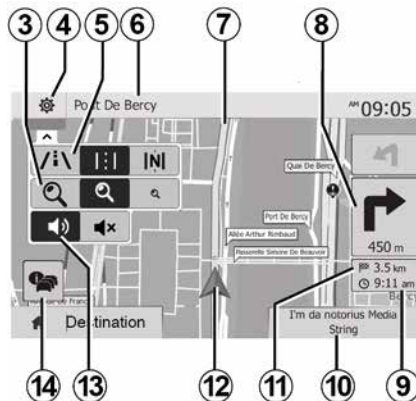 3
4
5
6
7
8
Port De Bercy
AM 09:05
|N|
Quai De Bercy
Port De Bercy
Allée Arthur Rimbaud
Passerelle Simone De Beauvoir
450 m
3.5 km
9:11 am
Destination
I'm da notorius Media
String
14
13
12
11
10
9